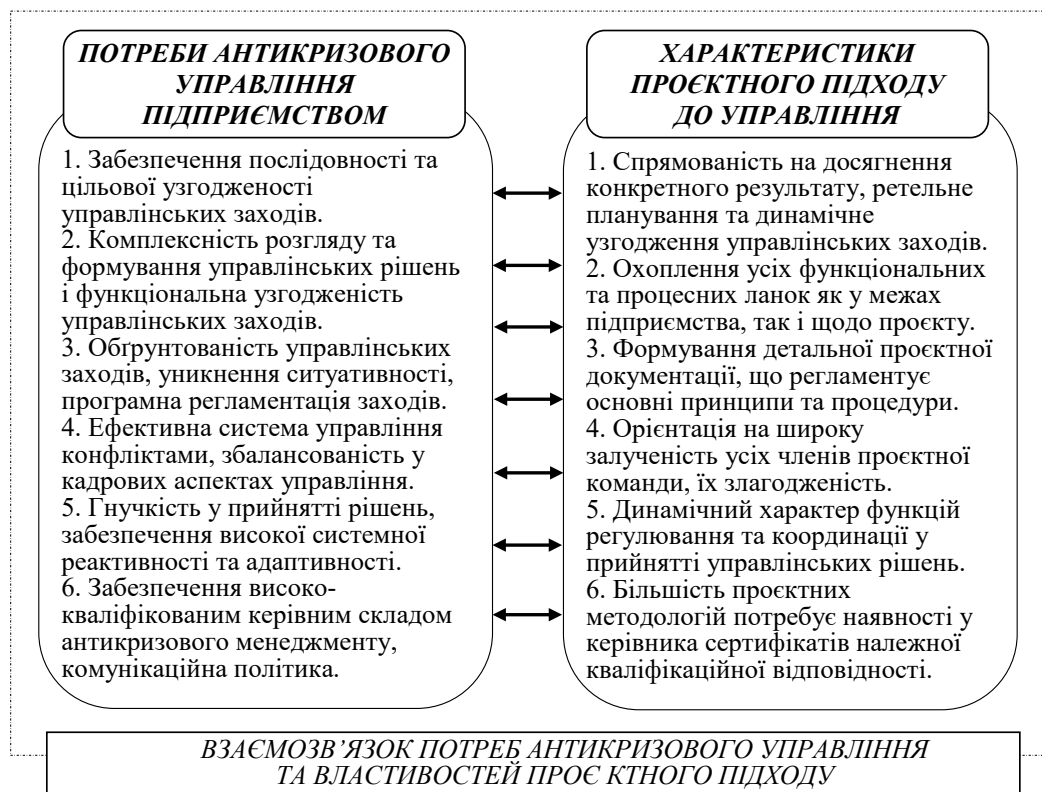 ПОТРЕБИ АНТИКРИЗОВОГО
УПРАВЛІННЯ
ПІДПРИЄМСТВОМ
1. Забезпечення послідовності та
цільової узгодженості
управлінських заходів.
2. Комплексність розгляду та
формування управлінських рішень
і функціональна узгодженість
управлінських заходів.
3. Обґрунтованість управлінських
заходів, уникнення ситуативності,
програмна регламентація заходів.
4. Ефективна система управління
конфліктами, збалансованість у
кадрових аспектах управління.
5. Гнучкість у прийнятті рішень,
забезпечення високої системної
реактивності та адаптивності.
6. Забезпечення високо-
кваліфікованим керівним складом
антикризового менеджменту,
комунікаційна політика.
ХАРАКТЕРИСТИКИ
ПРОЄКТНОГО ПІДХОДУ
ДО УПРАВЛІННЯ
1. Спрямованість на досягнення
конкретного результату, ретельне
планування та динамічне
узгодження управлінських заходів.
2. Охоплення усіх функціональних
та процесних ланок як у межах
підприємства, так і щодо проєкту.
3. Формування детальної проєктної
документації, що регламентує
основні принципи та процедури.
4. Орієнтація на широку
залученість усіх членів проєктної
команди, їх злагодженість.
5. Динамічний характер функцій
регулювання та координації у
прийнятті управлінських рішень.
6. Більшість проєктних
методологій потребує наявності у
керівника сертифікатів належної
кваліфікаційної відповідності.
ВЗАЄМОЗВ’ЯЗОК ПОТРЕБ АНТИКРИЗОВОГО УПРАВЛІННЯ
ТА ВЛАСТИВОСТЕЙ ПРОЄ КТНОГО ПІДХОДУ